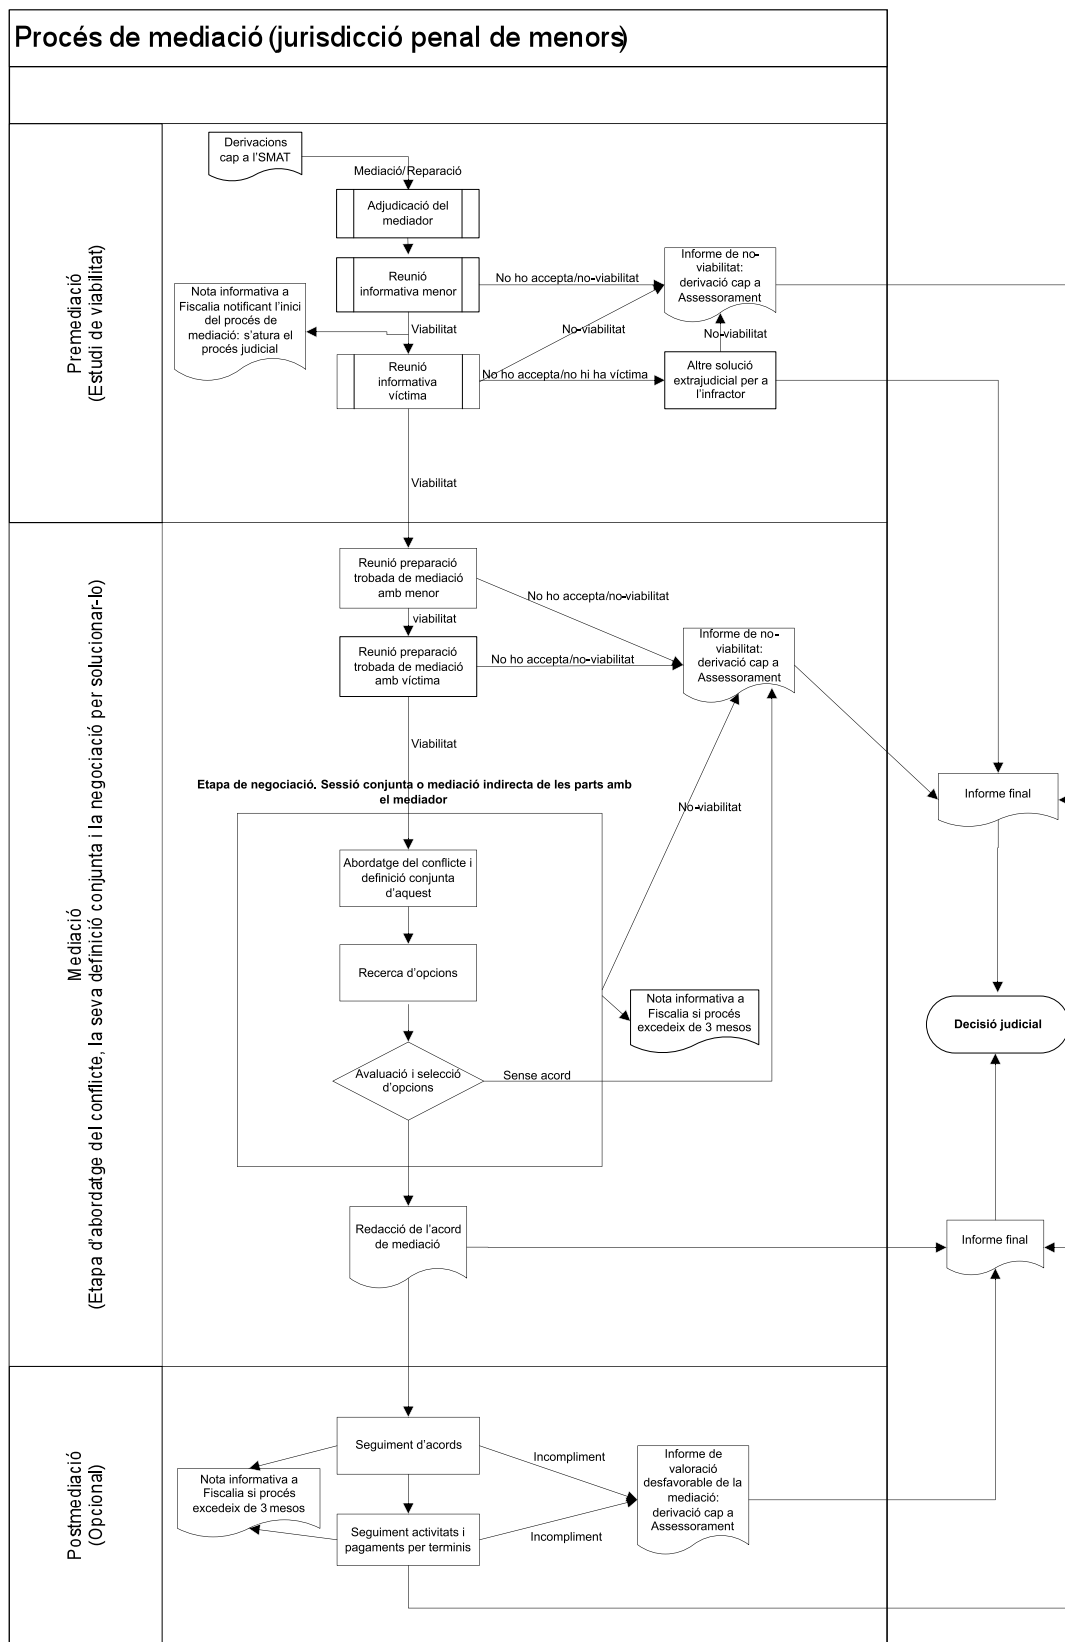 Procés de mediació (jurisdicció penal de menors)
Premediació
(Estudi de viabilitat)
Derivacions
cap a l'SMAT
Mediació/Reparació
Adjudicació del
mediador
Reunió
informativa menor
No ho accepta/no-viabilitat
Informe de no-
viabilitat:
derivació cap a
Assessorament
Nota informativa a
Fiscalia notificant l'inici
del procés de
mediació: s'atura el
procés judicial
Viabilitat
No-viabilitat
No-viabilitat
Reunió
informativa
víctima
No ho accepta/no hi ha víctima
Altre solució
extrajudicial per a
l'infractor
Viabilitat
Mediació
(Etapa d'abordatge del conflicte, la seva definició conjunta i la negociació per solucionar-lo)
Reunió preparació
trobada de mediació
amb menor
No ho accepta/no-viabilitat
viabilitat
Reunió preparació
trobada de mediació
amb víctima
No ho accepta/no-viabilitat
Informe de no-
viabilitat:
derivació cap a
Assessorament
Viabilitat
Etapa de negociació. Sessió conjunta o mediació indirecta de les parts amb
el mediador
No-viabilitat
Informe final
Abordatge del conflicte i
definició conjunta
d'aquest
Recerca d'opcions
Nota informativa a
Fiscalia si procés
excedeix de 3 mesos
Decisió judicial
Avaluació i selecció
d'opcions
Sense acord
Redacció de l'acord
de mediació
Informe final
Postmediació
(Opcional)
Seguiment d'acords
Incompliment
Nota informativa a
Fiscalia si procés
excedeix de 3 mesos
Informe de
valoració
desfavorable de la
mediació:
derivació cap a
Assessorament
Seguiment activitats i
pagaments per terminis
Incompliment